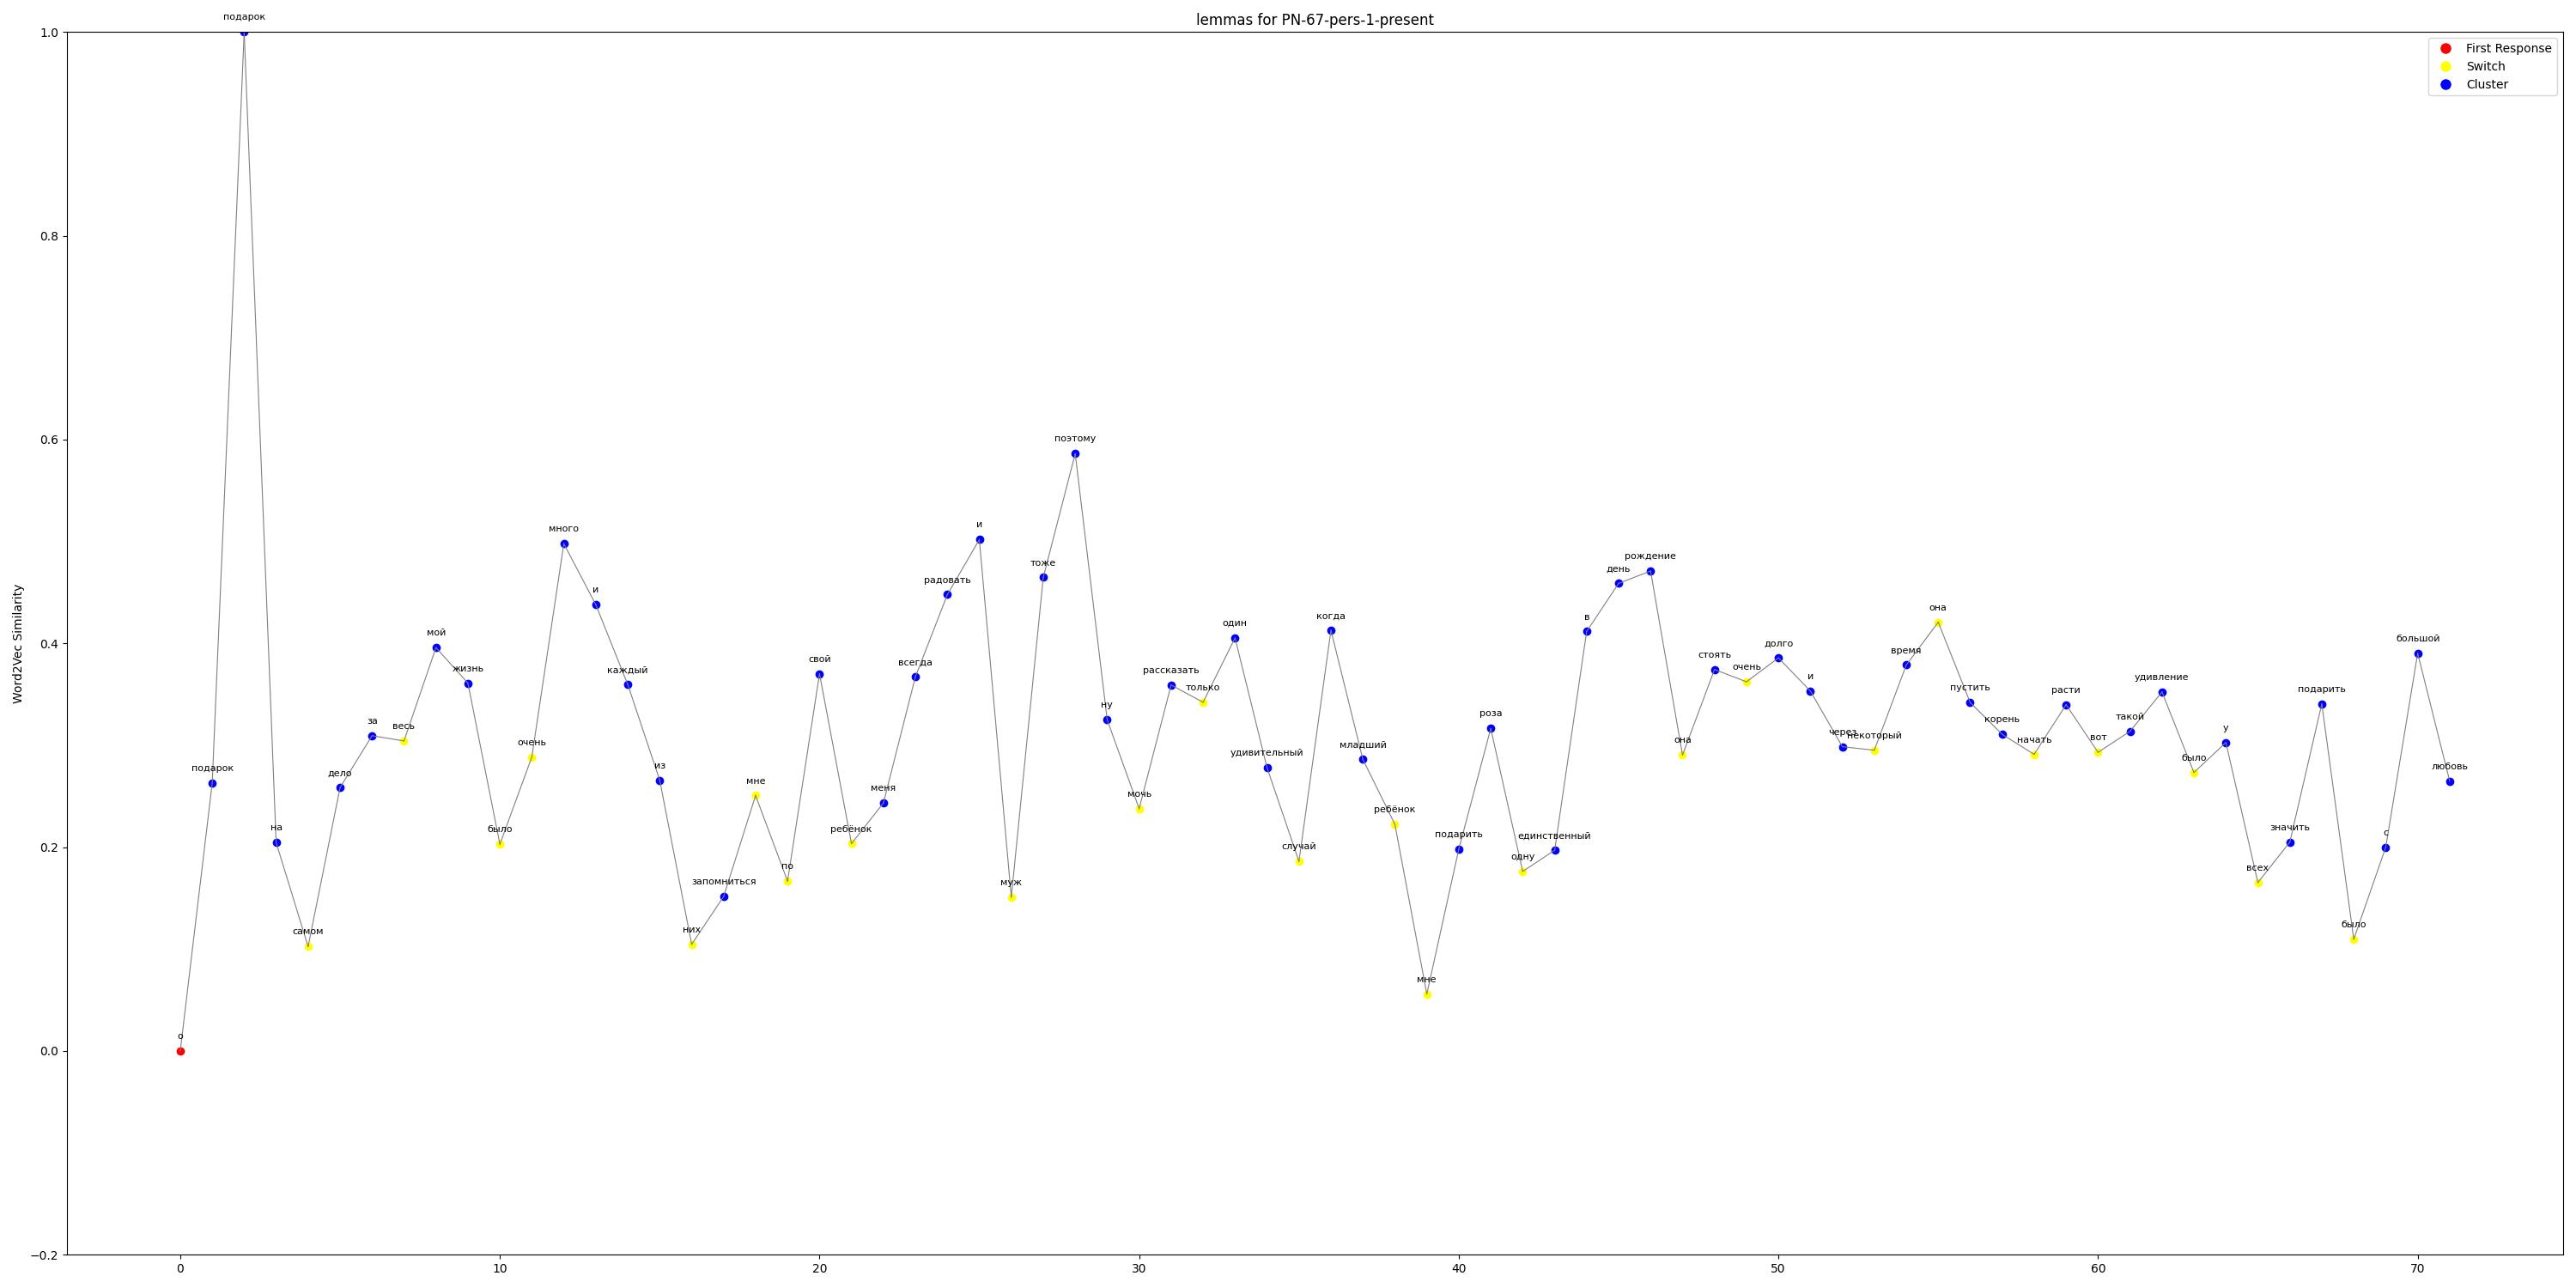 lemmas for PN-67-pers-1-present
First Response
Switch
Cluster
Word2Vec Similarity
1.0
0.8
0.6
0.4
0.2
0.0
−0.2
0
10
20
30
40
50
60
70
о
подарок
подарок
на
самом
дело
за
весь
мой
жизнь
было
очень
много
и
каждый
из
них
запомниться
мне
по
свой
ребёнок
меня
всегда
радовать
и
муж
тоже
поэтому
ну
мочь
рассказать
только
один
удивительный
случай
когда
младший
ребёнок
мне
подарить
роза
одну
единственный
в
день
рождение
она
стоять
очень
долго
и
через
некоторый
время
она
пустить
корень
начать
расти
вот
такой
удивление
было
у
всех
значить
подарить
было
с
большой
любовь